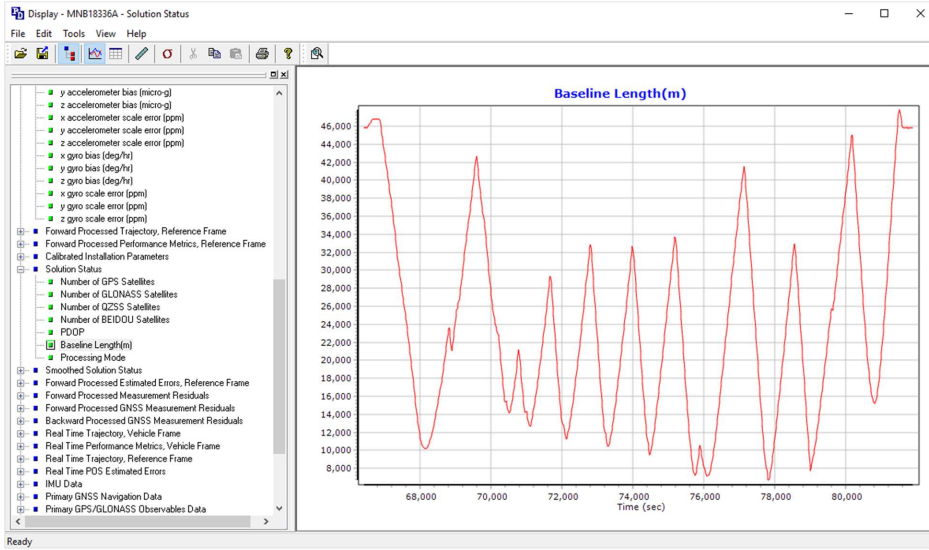 Display - MNB18336A - Solution Status
File Edit Tools View Help
y accelerometer bias (micro-g)
z accelerometer bias (micro-g)
x accelerometer scale error (ppm)
y accelerometer scale error (ppm)
z accelerometer scale error (ppm)
x gyro bias (deg/hr)
y gyro bias (deg/hr)
z gyro bias (deg/hr)
x gyro scale error (ppm)
y gyro scale error (ppm)
z gyro scale error (ppm)
Forward Processed Trajectory, Reference Frame
Forward Processed Performance Metrics, Reference Frame
Calibrated Installation Parameters
Solution Status
Number of GPS Satellites
Number of GLONASS Satellites
Number of QZSS Satellites
Number of BEIDOU Satellites
PDOP
Baseline Length(m)
Processing Mode
Smoothed Solution Status
Forward Processed Estimated Errors, Reference Frame
Forward Processed Measurement Residuals
Forward Processed GNSS Measurement Residuals
Backward Processed GNSS Measurement Residuals
Real Time Trajectory, Vehicle Frame
Real Time Performance Metrics, Vehicle Frame
Real Time Trajectory, Reference Frame
Real Time POS Estimated Errors
IMU Data
Primary GNSS Navigation Data
Primary GPS/GLONASS Observables Data
Baseline Length(m)
46,000
44,000
42,000
40,000
38,000
36,000
34,000
32,000
30,000
28,000
26,000
24,000
22,000
20,000
18,000
16,000
14,000
12,000
10,000
8,000
68,000 70,000 72,000 74,000 76,000 78,000 80,000
Time (sec)
Ready